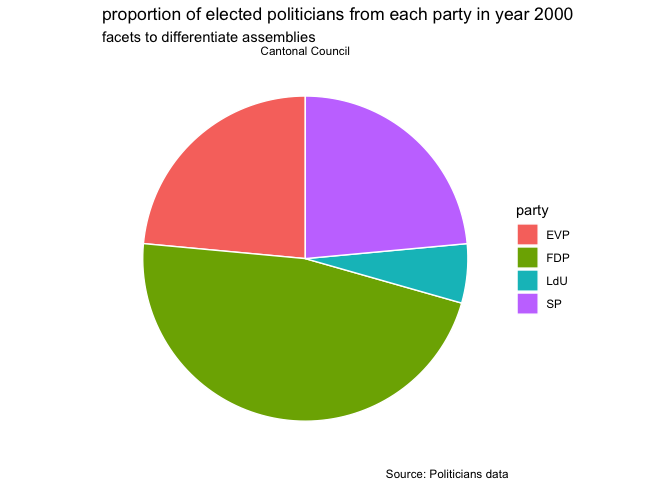 proportion of elected politicians from each party in year 2000
facets to differentiate assemblies
Cantonal Council
party
EVP
FDP
LdU
SP
Source: Politicians data